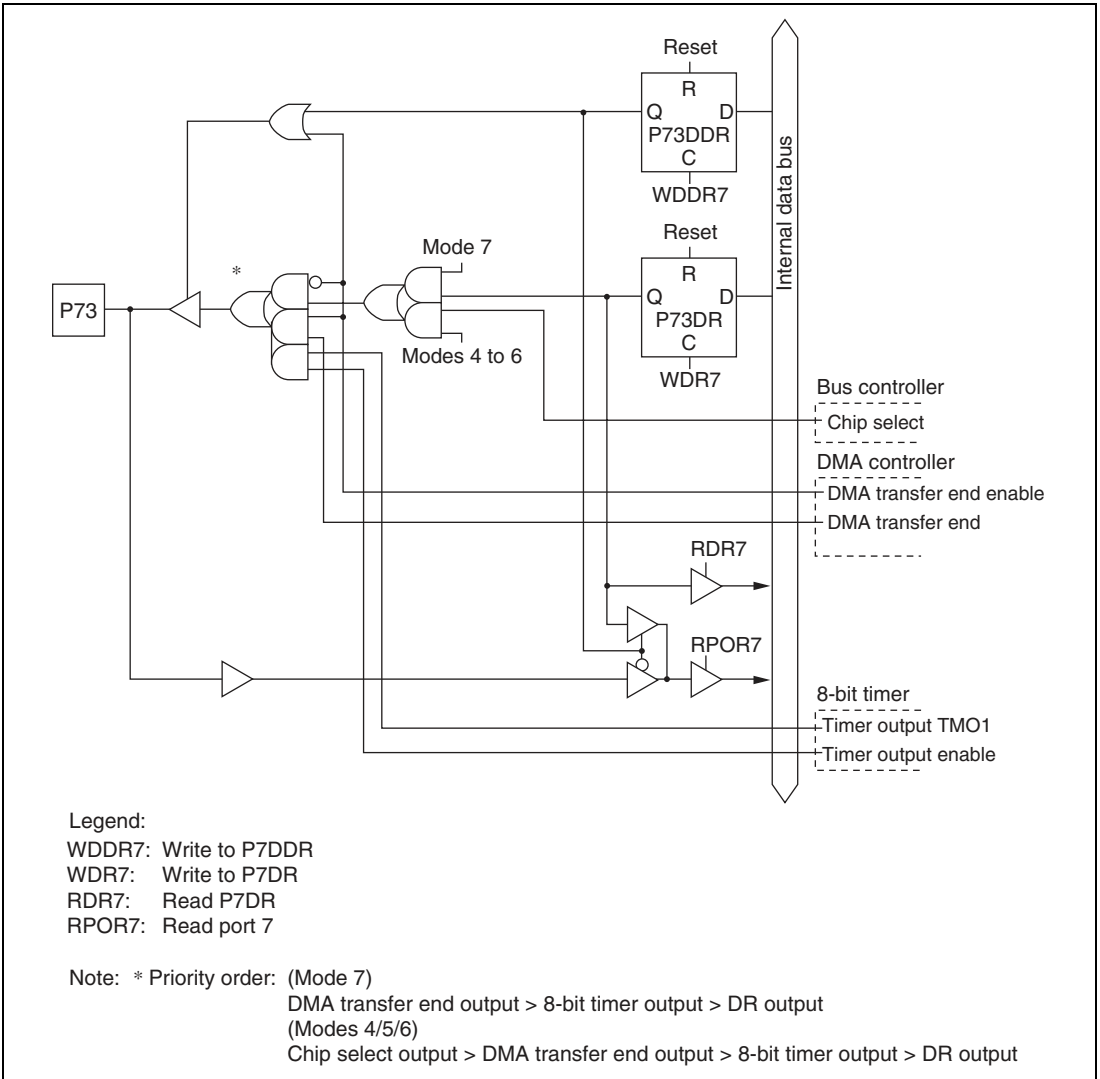 Reset
R
Q D
P73DDR
C
WDDR7
Reset
R
Q D
P73DR
C
WDR7
Internal data bus
Mode 7
*
P73
Modes 4 to 6
Bus controller
Chip select
DMA controller
DMA transfer end enable
DMA transfer end
RDR7
RPOR7
8-bit timer
Timer output TMO1
Timer output enable
Legend:
WDDR7: Write to P7DDR
WDR7: Write to P7DR
RDR7: Read P7DR
RPOR7: Read port 7
Note: * Priority order: (Mode 7)
DMA transfer end output > 8-bit timer output > DR output
(Modes 4/5/6)
Chip select output > DMA transfer end output > 8-bit timer output > DR output